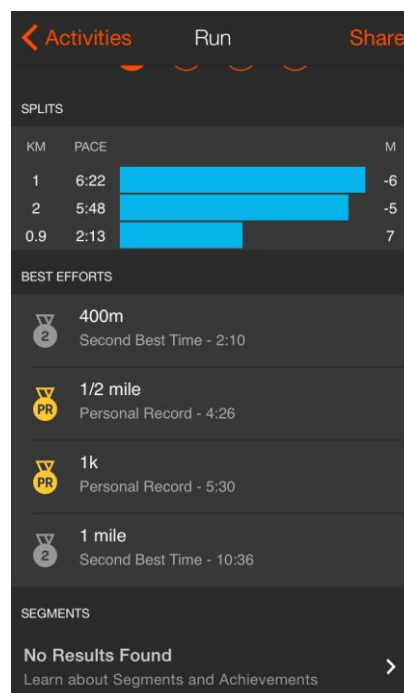 Activities Run Share
SPLITS
KM PACE M
1 6:22 -6
2 5:48 -5
0.9 2:13 7
BEST EFFORTS
400m
2 Second Best Time - 2:10
1/2 mile
PR Personal Record - 4:26
1k
PR Personal Record - 5:30
1 mile
2 Second Best Time - 10:36
SEGMENTS
No Results Found
Learn about Segments and Achievements